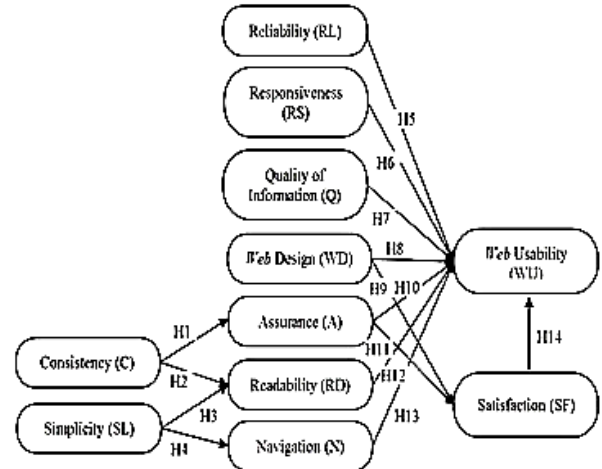 Reliability (RL)
Responsiveness
(RS)
H5
H6
Quality of
Information (Q)
H7
Web Design (WD)
H8
Web Usability
(WU)
H9
H10
Assurance (A)
H1
H11
H14
Consistency (C)
H2
Readability (RD)
H12
H3
Satisfaction (SF)
H13
Simplicity (SL)
H4
Navigation (N)